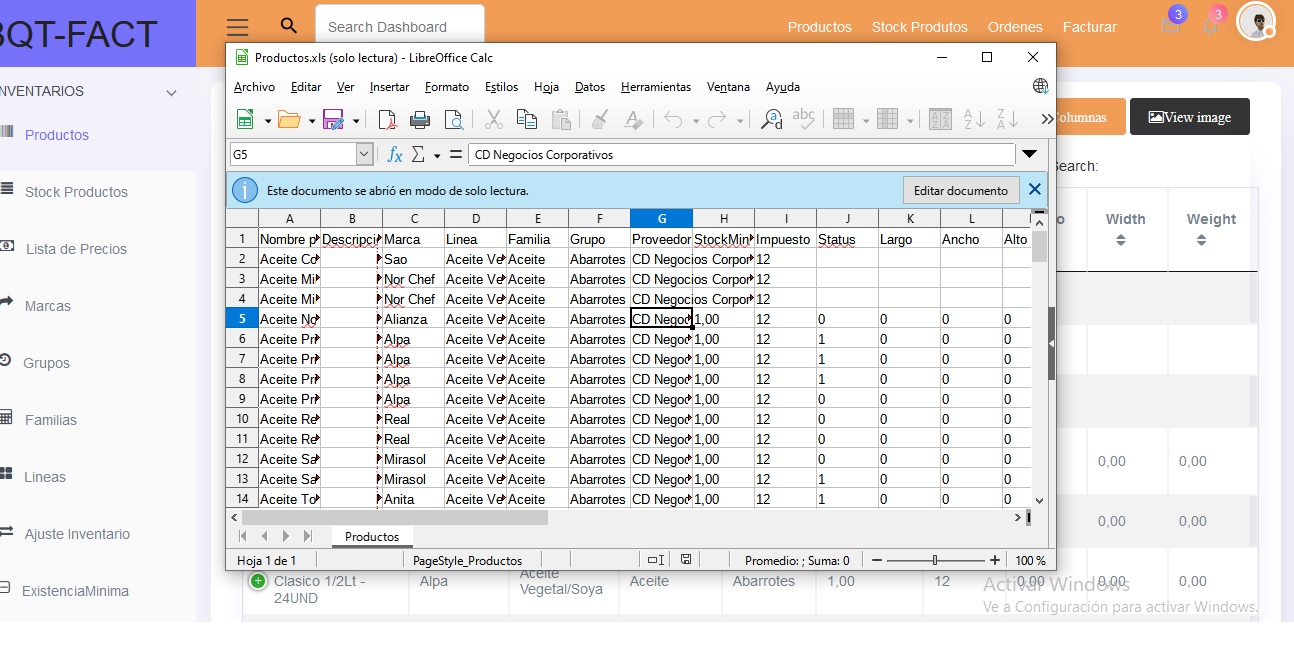 BQT-FACT
Search Dashboard
Productos Stock Produtos Ordenes Facturar
3 3
INVENTARIOS
Productos
Stock Productos
Lista de Precios
Marcas
Grupos
Familias
Lineas
Ajuste Inventario
ExistenciaMinima
Productos.xls (solo lectura) - LibreOffice Calc
Archivo Editar Ver Insertar Formato Estilos Hoja Datos Herramientas Ventana Ayuda
G5 fx Σ = CD Negocios Corporativos
Este documento se abrió en modo de solo lectura. Editar documento
A B C D E F G H I J K L
1 Nombre p Descripci Marca Linea Familia Grupo Proveedor StockMin Impuesto Status Largo Ancho Alto
2 Aceite Co Sao Aceite Ve Aceite Abarrotes CD Negocios Corpor 12
3 Aceite Mi Nor Chef Aceite Ve Aceite Abarrotes CD Negocios Corpor 12
4 Aceite Mi Nor Chef Aceite Ve Aceite Abarrotes CD Negocios Corpor 12
5 Aceite No Alianza Aceite Ve Aceite Abarrotes CD Negoc 1,00 12 0 0 0 0
6 Aceite Pr Alpa Aceite Ve Aceite Abarrotes CD Negoc 1,00 12 1 0 0 0
7 Aceite Pr Alpa Aceite Ve Aceite Abarrotes CD Negoc 1,00 12 1 0 0 0
8 Aceite Pr Alpa Aceite Ve Aceite Abarrotes CD Negoc 1,00 12 1 0 0 0
9 Aceite Pr Alpa Aceite Ve Aceite Abarrotes CD Negoc 1,00 12 0 0 0 0
10 Aceite Re Real Aceite Ve Aceite Abarrotes CD Negoc 1,00 12 0 0 0 0
11 Aceite Re Real Aceite Ve Aceite Abarrotes CD Negoc 1,00 12 0 0 0 0
12 Aceite Sa Mirasol Aceite Ve Aceite Abarrotes CD Negoc 1,00 12 0 0 0 0
13 Aceite Sa Mirasol Aceite Ve Aceite Abarrotes CD Negoc 1,00 12 1 0 0 0
14 Aceite To Anita Aceite Ve Aceite Abarrotes CD Negoc 1,00 12 1 0 0 0
Productos
Hoja 1 de 1 PageStyle_Productos Promedio: ; Suma: 0 100 %
olumnas View image
Search:
o Width Weight
0,00 0,00
0,00 0,00
Clasico 1/2Lt - 24UND Alpa Aceite Vegetal/Soya Aceite Abarrotes 1,00 12 0,00 0,00 0,00
Activar Windows
Ve a Configuración para activar Windows.